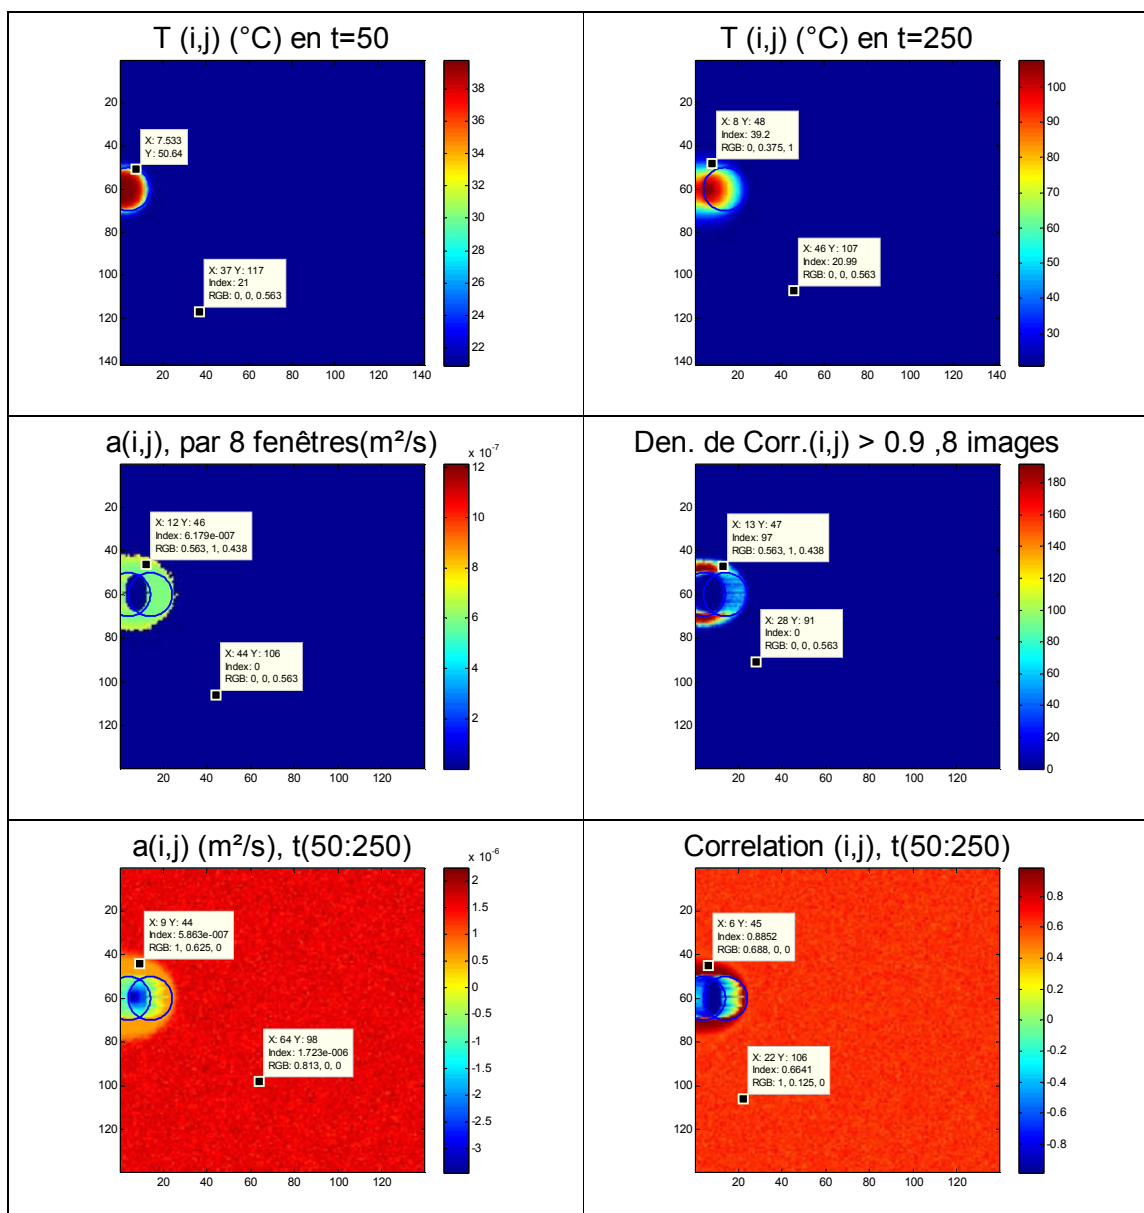 T (i,j) (°C) en t=50
20
40
60
80
100
120
140
20 40 60 80 100 120 140
38
36
34
32
30
28
26
24
22
X: 7.533
Y: 50.64
X: 37 Y: 117
Index: 21
RGB: 0, 0, 0.563
T (i,j) (°C) en t=250
20
40
60
80
100
120
140
20 40 60 80 100 120 140
100
90
80
70
60
50
40
30
X: 8 Y: 48
Index: 39.2
RGB: 0, 0.375, 1
X: 46 Y: 107
Index: 20.99
RGB: 0, 0, 0.563
a(i,j), par 8 fenêtres(m²/s)
x 10-7
20
40
60
80
100
120
20 40 60 80 100 120
12
10
8
6
4
2
X: 12 Y: 46
Index: 6.179e-007
RGB: 0.563, 1, 0.438
X: 44 Y: 106
Index: 0
RGB: 0, 0, 0.563
Den. de Corr.(i,j) > 0.9 ,8 images
20
40
60
80
100
120
20 40 60 80 100 120
180
160
140
120
100
80
60
40
20
0
X: 13 Y: 47
Index: 97
RGB: 0.563, 1, 0.438
X: 28 Y: 91
Index: 0
RGB: 0, 0, 0.563
a(i,j) (m²/s), t(50:250)
x 10-6
20
40
60
80
100
120
20 40 60 80 100 120
2
1.5
1
0.5
0
-0.5
-1
-1.5
-2
-2.5
-3
X: 9 Y: 44
Index: 5.863e-007
RGB: 1, 0.625, 0
X: 64 Y: 98
Index: 1.723e-006
RGB: 0.813, 0, 0
Correlation (i,j), t(50:250)
20
40
60
80
100
120
20 40 60 80 100 120
0.8
0.6
0.4
0.2
0
-0.2
-0.4
-0.6
-0.8
X: 6 Y: 45
Index: 0.8852
RGB: 0.688, 0, 0
X: 22 Y: 106
Index: 0.6641
RGB: 1, 0.125, 0